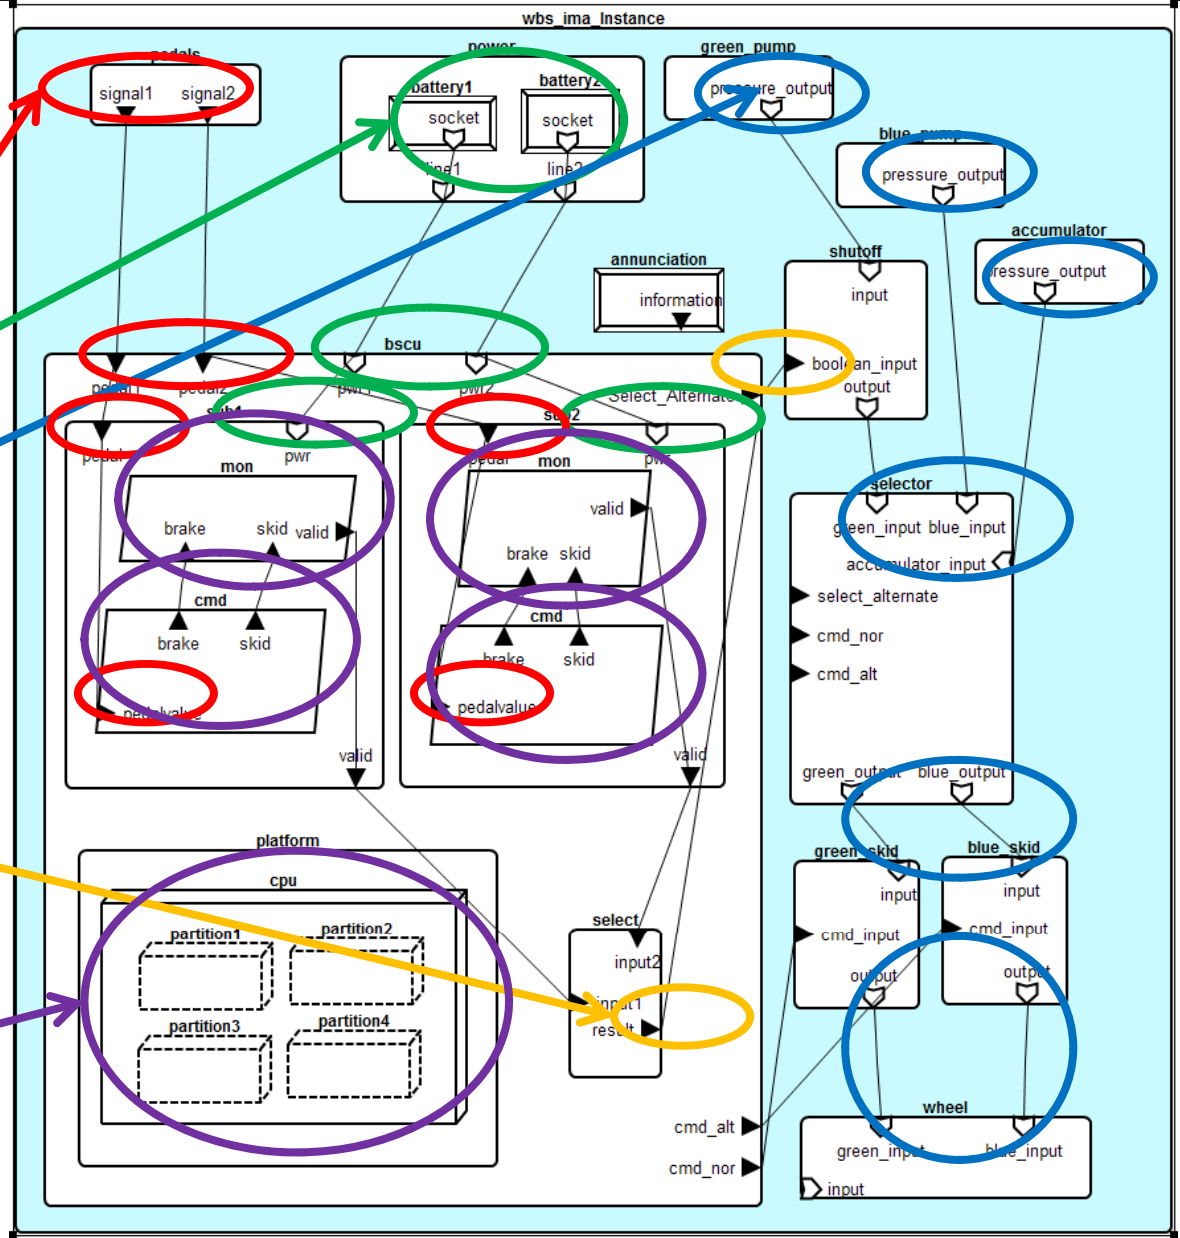 wbs_ima_Instance
pedals
signal1 signal2
power
battery1 battery2
socket socket
line1 line2
green_pump
pressure_output
blue_pump
pressure_output
accumulator
pressure_output
annunciation
information
shutoff
input
boolean_input
output
bscu
pedal1 pedal2 pwr1 pwr2 Select_Alternate
sub1 sub2
pedal pwr pedal pwr
mon mon
brake skid valid
valid
brake skid
cmd cmd
brake skid
brake skid
pedalvalue pedalvalue
valid valid
selector
green_input blue_input
accumulator_input
select_alternate
cmd_nor
cmd_alt
green_output blue_output
platform
cpu
partition1 partition2
partition3 partition4
select
input2
input1
result
green_skid blue_skid
input input
cmd_input cmd_input
output output
cmd_alt
cmd_nor
wheel
green_input blue_input
input